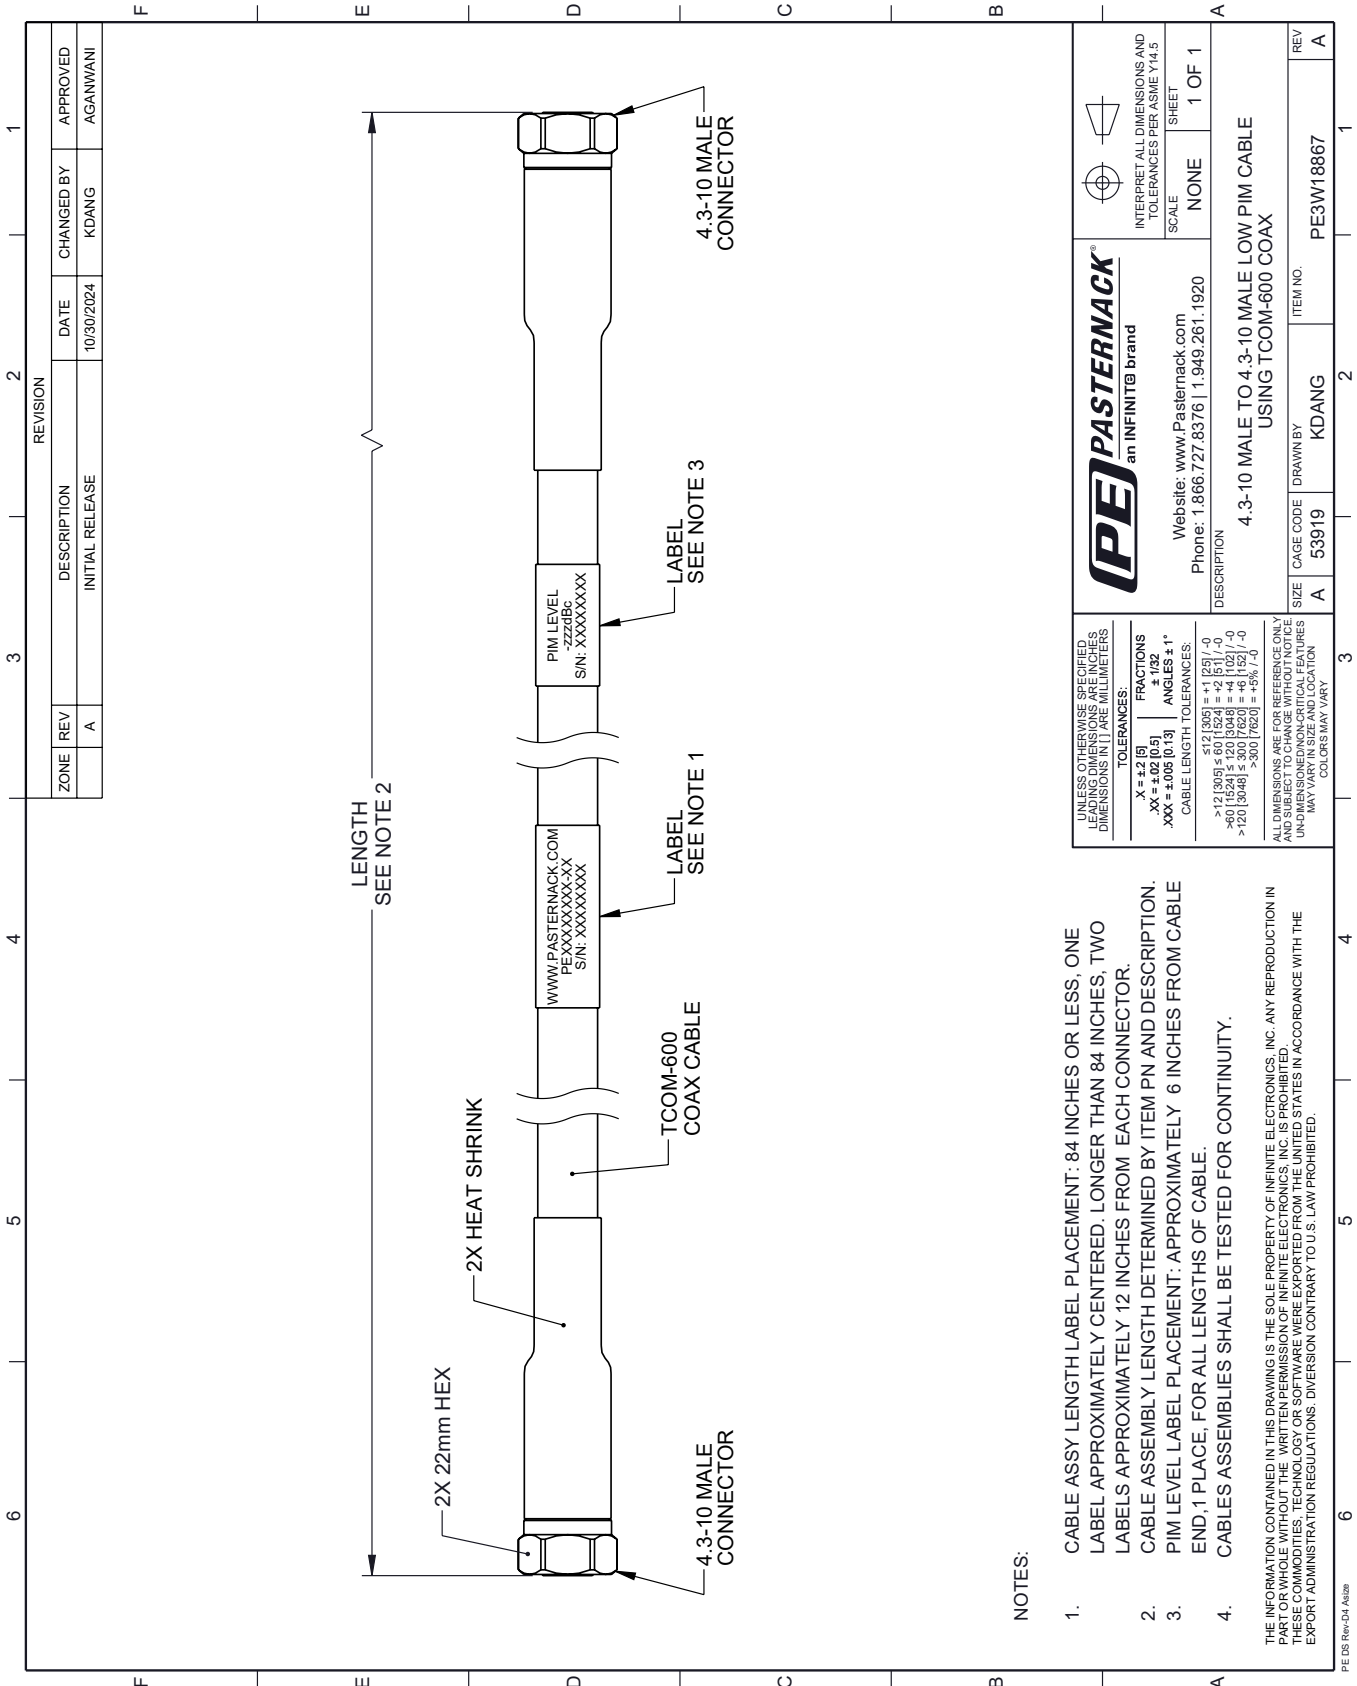 6 5 4 3 2 1
F
E
D
C
B
A
REVISION
ZONE REV DESCRIPTION DATE CHANGED BY APPROVED
A INITIAL RELEASE 10/30/2024 KDANG AGANWANI
LENGTH
SEE NOTE 2
2X 22mm HEX
2X HEAT SHRINK
WWW.PASTERNACK.COM
PEXXXXXXXX-XX
S/N: XXXXXXXX
PIM LEVEL
-zzzdBc
S/N: XXXXXXXX
4.3-10 MALE
CONNECTOR
TCOM-600
COAX CABLE
LABEL
SEE NOTE 1
LABEL
SEE NOTE 3
4.3-10 MALE
CONNECTOR
NOTES:
1. CABLE ASSY LENGTH LABEL PLACEMENT: 84 INCHES OR LESS, ONE
LABEL APPROXIMATELY CENTERED. LONGER THAN 84 INCHES, TWO
LABELS APPROXIMATELY 12 INCHES FROM EACH CONNECTOR.
2. CABLE ASSEMBLY LENGTH DETERMINED BY ITEM PN AND DESCRIPTION.
3. PIM LEVEL LABEL PLACEMENT: APPROXIMATELY 6 INCHES FROM CABLE
END,1 PLACE, FOR ALL LENGTHS OF CABLE.
4. CABLES ASSEMBLIES SHALL BE TESTED FOR CONTINUITY.
THE INFORMATION CONTAINED IN THIS DRAWING IS THE SOLE PROPERTY OF INFINITE ELECTRONICS, INC. ANY REPRODUCTION IN
PART OR WHOLE WITHOUT THE WRITTEN PERMISSION OF INFINITE ELECTRONICS, INC. IS PROHIBITED.
THESE COMMODITIES, TECHNOLOGY OR SOFTWARE WERE EXPORTED FROM THE UNITED STATES IN ACCORDANCE WITH THE
EXPORT ADMINISTRATION REGULATIONS. DIVERSION CONTRARY TO U.S. LAW PROHIBITED.
UNLESS OTHERWISE SPECIFIED
LEADING DIMENSIONS ARE INCHES
DIMENSIONS IN [ ] ARE MILLIMETERS
TOLERANCES:
.X = ±.2 [5] FRACTIONS
.XX = ±.02 [0.5] ± 1/32
.XXX = ±.005 [0.13] ANGLES ± 1°
CABLE LENGTH TOLERANCES:
≤12 [305] = +1 [25] / -0
>12 [305] ≤ 60 [1524] = +2 [51] / -0
>60 [1524] ≤ 120 [3048] = +4 [102] / -0
>120 [3048] ≤ 300 [7620] = +6 [152] / -0
>300 [7620] = +5% / -0
ALL DIMENSIONS ARE FOR REFERENCE ONLY
AND SUBJECT TO CHANGE WITHOUT NOTICE.
UN-DIMENSIONED/NON-CRITICAL FEATURES
MAY VARY IN SIZE AND LOCATION
COLORS MAY VARY
PE PASTERNACK®
an INFINITE brand
Website: www.Pasternack.com
Phone: 1.866.727.8376 | 1.949.261.1920
INTERPRET ALL DIMENSIONS AND
TOLERANCES PER ASME Y14.5
SCALE NONE SHEET 1 OF 1
DESCRIPTION
4.3-10 MALE TO 4.3-10 MALE LOW PIM CABLE
USING TCOM-600 COAX
SIZE A CAGE CODE 53919 DRAWN BY KDANG ITEM NO. PE3W18867 REV A
F
E
D
C
B
A
6 5 4 3 2 1
PE DS Rev-D4 Asize